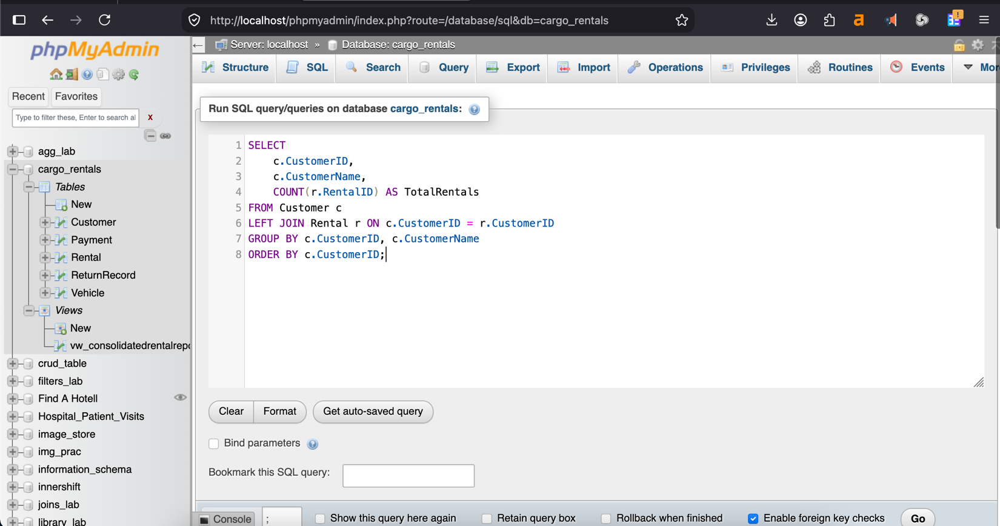 http://localhost/phpmyadmin/index.php?route=/database/sql&db=cargo_rentals
phpMyAdmin
Recent Favorites
Type to filter these, Enter to search al X
agg_lab
cargo_rentals
Tables
New
Customer
Payment
Rental
ReturnRecord
Vehicle
Views
New
vw_consolidatedrentalrepo
crud_table
filters_lab
Find A Hotell
Hospital_Patient_Visits
image_store
img_prac
information_schema
innershift
joins_lab
library_lab
Server: localhost » Database: cargo_rentals
Structure SQL Search Query Export Import Operations Privileges Routines Events Mor
Run SQL query/queries on database cargo_rentals:
1 SELECT
2 c.CustomerID,
3 c.CustomerName,
4 COUNT(r.RentalID) AS TotalRentals
5 FROM Customer c
6 LEFT JOIN Rental r ON c.CustomerID = r.CustomerID
7 GROUP BY c.CustomerID, c.CustomerName
8 ORDER BY c.CustomerID;
Clear Format Get auto-saved query
Bind parameters
Bookmark this SQL query:
Console ; Show this query here again Retain query box Rollback when finished Enable foreign key checks Go